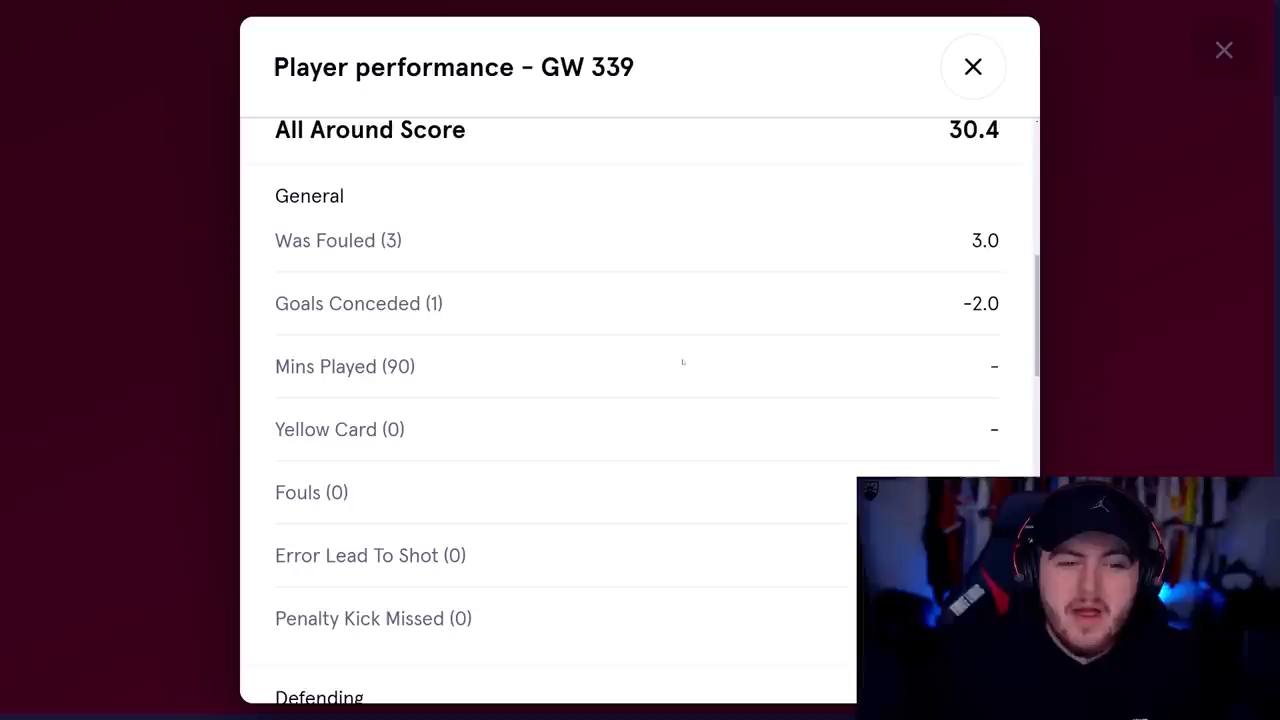 Player performance - GW 339
All Around Score 30.4
General
Was Fouled (3) 3.0
Goals Conceded (1) -2.0
Mins Played (90) -
Yellow Card (0) -
Fouls (0)
Error Lead To Shot (0)
Penalty Kick Missed (0)
Defending